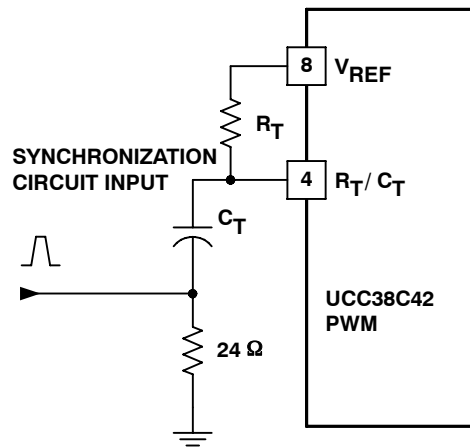 8 VREF
RT
SYNCHRONIZATION
CIRCUIT INPUT
4 RT/ CT
CT
UCC38C42
PWM
24 Ω